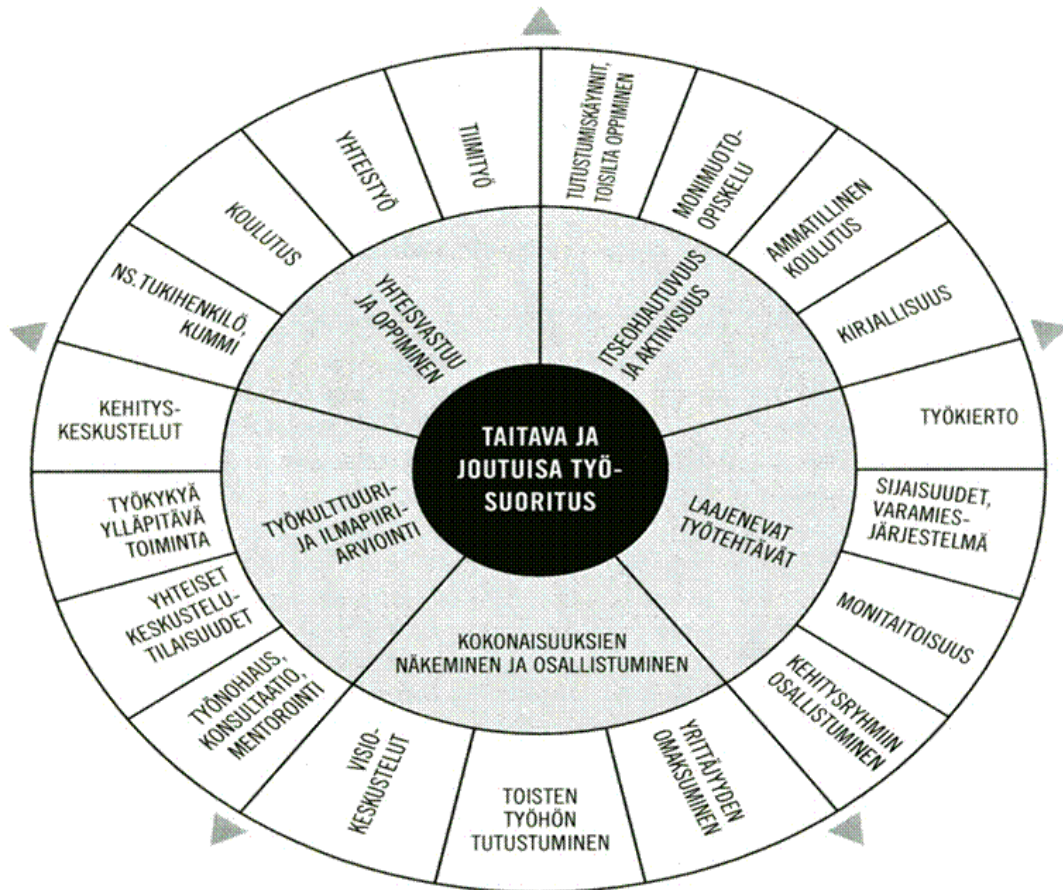 TUTUSTUMISKÄYNNIT,
TOISILTA OPPIMINEN
MONIMUOTO-
OPISKELU
AMMATILLINEN
KOULUTUS
KIRJALLISUUS
TYÖKIERTO
SIJAISUUDET,
VARAMIES-
JÄRJESTELMÄ
MONITAITOISUUS
KEHITYSRYHMIIN
OSALLISTUMINEN
YRITTÄJYYDEN
OMAKSUMINEN
TOISTEN
TYÖHÖN
TUTUSTUMINEN
VISIO-
KESKUSTELUT
TYÖNOHJAUS,
KONSULTAATIO,
MENTOROINTI
YHTEISET
KESKUSTELU-
TILAISUUDET
TYÖKYKYÄ
YLLÄPITÄVÄ
TOIMINTA
KEHITYS-
KESKUSTELUT
NS.TUKIHENKILÖ,
KUMMI
KOULUTUS
YHTEISTYÖ
TIIMITYÖ
YHTEISVASTUU
JA OPPIMINEN
ITSEOHJAUTUVUUS
JA AKTIIVISUUS
LAAJENEVAT
TYÖTEHTÄVÄT
KOKONAISUUKSIEN
NÄKEMINEN JA OSALLISTUMINEN
TYÖKULTTUURI-
JA ILMAPIIRI-
ARVIOINTI
TAITAVA JA
JOUTUISA TYÖ-
SUORITUS